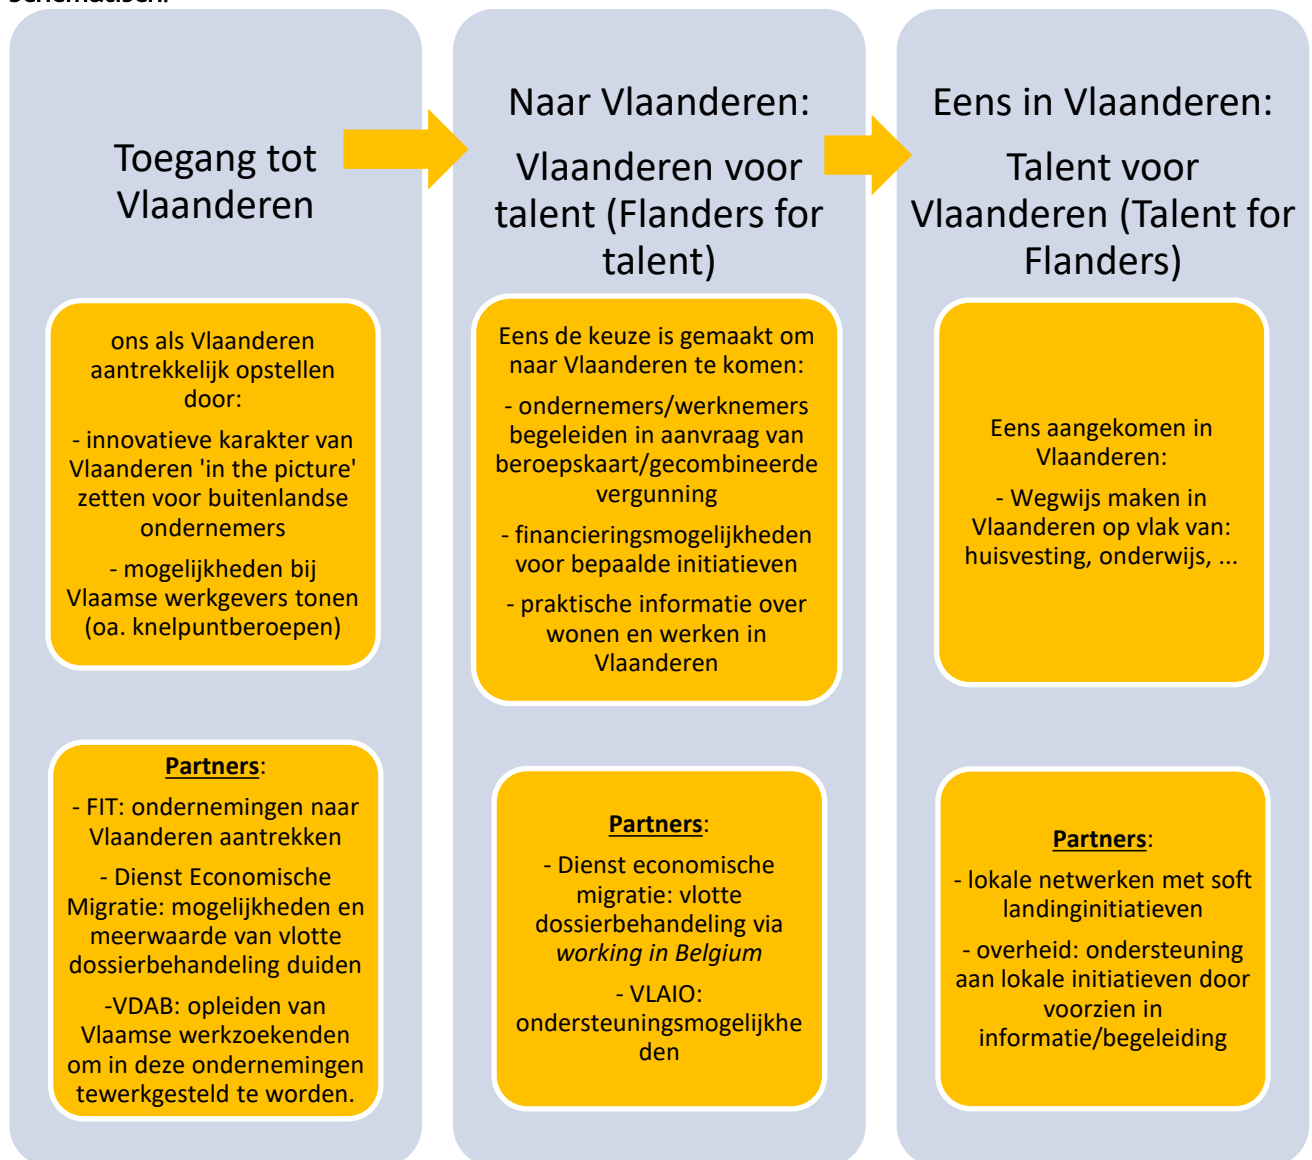 Schematisch:
Toegang tot
Vlaanderen
ons als Vlaanderen
aantrekkelijk opstellen
door:
- innovatieve karakter van
Vlaanderen 'in the picture'
zetten voor buitenlandse
ondernemers
- mogelijkheden bij
Vlaamse werkgevers tonen
(oa. knelpuntberoepen)
Partners:
- FIT: ondernemingen naar
Vlaanderen aantrekken
- Dienst Economische
Migratie: mogelijkheden en
meerwaarde van vlotte
dossierbehandeling duiden
-VDAB: opleiden van
Vlaamse werkzoekenden
om in deze ondernemingen
tewerkgesteld te worden.
Naar Vlaanderen:
Vlaanderen voor
talent (Flanders for
talent)
Eens de keuze is gemaakt om
naar Vlaanderen te komen:
- ondernemers/werknemers
begeleiden in aanvraag van
beroepskaart/gecombineerde
vergunning
- financieringsmogelijkheden
voor bepaalde initiatieven
- praktische informatie over
wonen en werken in
Vlaanderen
Partners:
- Dienst economische
migratie: vlotte
dossierbehandeling via
working in Belgium
- VLAIO:
ondersteuningsmogelijkhe
den
Eens in Vlaanderen:
Talent voor
Vlaanderen (Talent for
Flanders)
Eens aangekomen in
Vlaanderen:
- Wegwijs maken in
Vlaanderen op vlak van:
huisvesting, onderwijs, ...
Partners:
- lokale netwerken met soft
landinginitiatieven
- overheid: ondersteuning
aan lokale initiatieven door
voorzien in
informatie/begeleiding